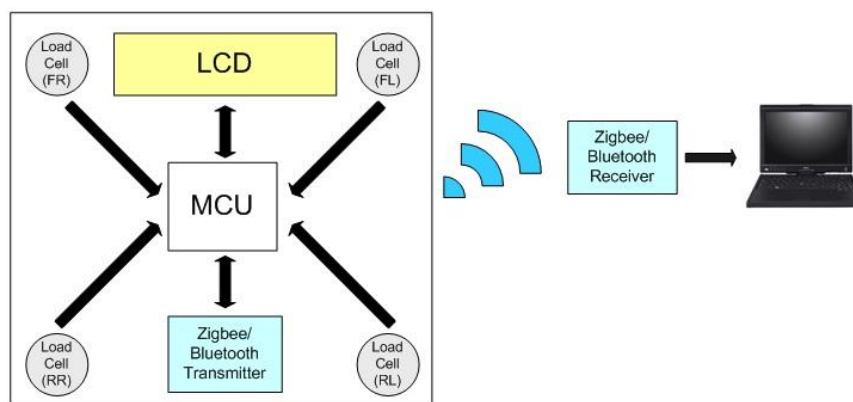 Load
Cell
(FR)
LCD
Load
Cell
(FL)
MCU
Zigbee/
Bluetooth
Receiver
Load
Cell
(RR)
Zigbee/
Bluetooth
Transmitter
Load
Cell
(RL)